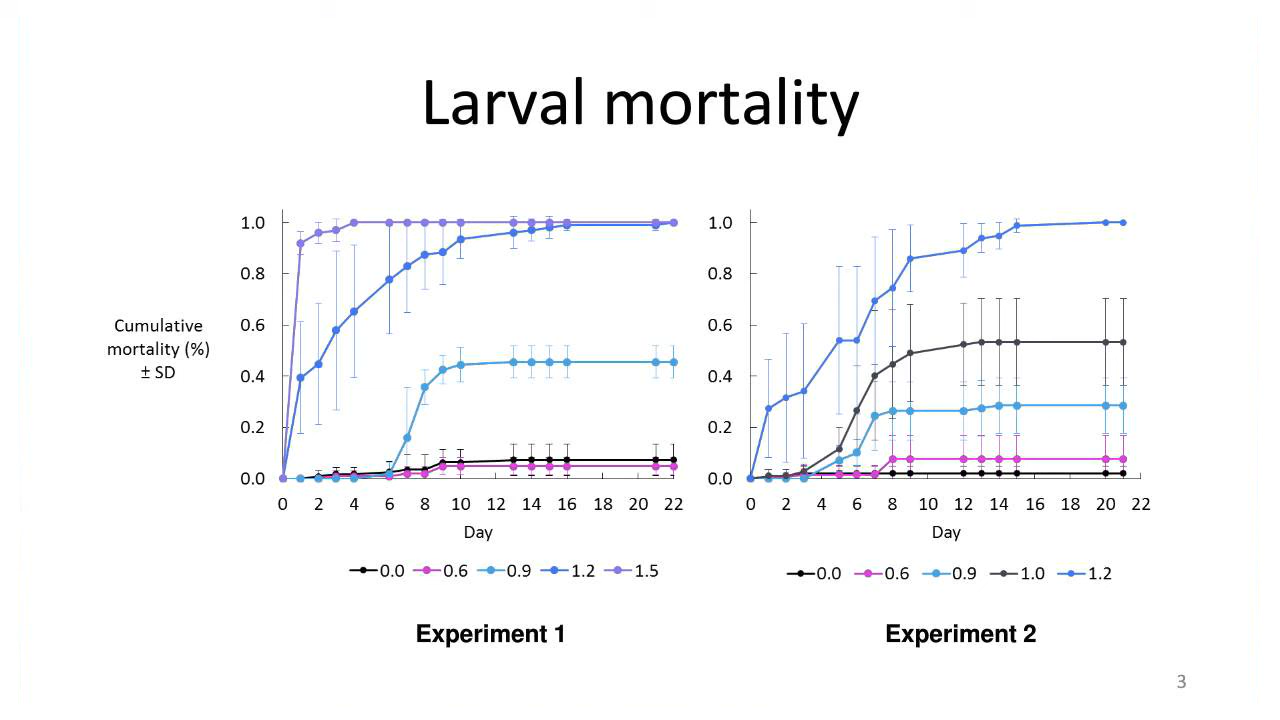 Larval mortality
Cumulative
mortality (%)
± SD
1.0
0.8
0.6
0.4
0.2
0.0
0 2 4 6 8 10 12 14 16 18 20 22
Day
0.0 0.6 0.9 1.2 1.5
Experiment 1
1.0
0.8
0.6
0.4
0.2
0.0
0 2 4 6 8 10 12 14 16 18 20 22
Day
0.0 0.6 0.9 1.0 1.2
Experiment 2
3